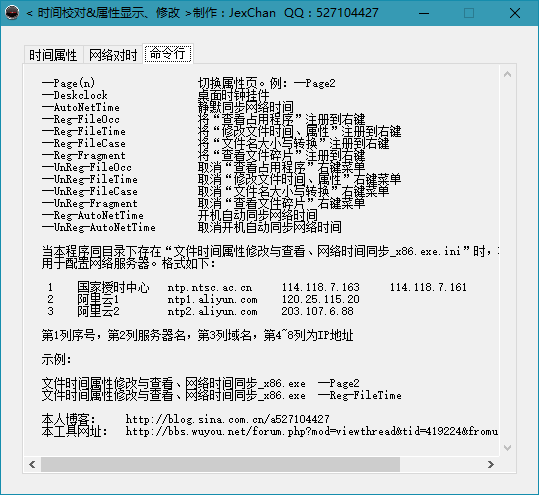 < 时间校对&属性显示、修改 >制作：JexChan QQ：527104427
时间属性 网络对时 命令行
—Page(n) 切换属性页。例：—Page2
—Deskclock 桌面时钟挂件
—AutoNetTime 静默同步网络时间
—Reg-FileOcc 将“查看占用程序”注册到右键
—Reg-FileTime 将“修改文件时间、属性”注册到右键
—Reg-FileCase 将“文件名大小写转换”注册到右键
—Reg-Fragment 将“查看文件碎片”注册到右键
—UnReg-FileOcc 取消“查看占用程序”右键菜单
—UnReg-FileTime 取消“修改文件时间、属性”右键菜单
—UnReg-FileCase 取消“文件名大小写转换”右键菜单
—UnReg-Fragment 取消“查看文件碎片”右键菜单
—Reg-AutoNetTime 开机自动同步网络时间
—UnReg-AutoNetTime 取消开机自动同步网络时间
当本程序同目录下存在“文件时间属性修改与查看、网络时间同步_x86.exe.ini”时，
用于配置网络服务器。格式如下：
1 国家授时中心 ntp.ntsc.ac.cn 114.118.7.163 114.118.7.161
2 阿里云1 ntp1.aliyun.com 120.25.115.20
3 阿里云2 ntp2.aliyun.com 203.107.6.88
第1列序号，第2列服务器名，第3列域名，第4~8列为IP地址
示例：
文件时间属性修改与查看、网络时间同步_x86.exe —Page2
文件时间属性修改与查看、网络时间同步_x86.exe —Reg-FileTime
本人博客： http://blog.sina.com.cn/a527104427
本工具网址： http://bbs.wuyou.net/forum.php?mod=viewthread&tid=419224&fromu